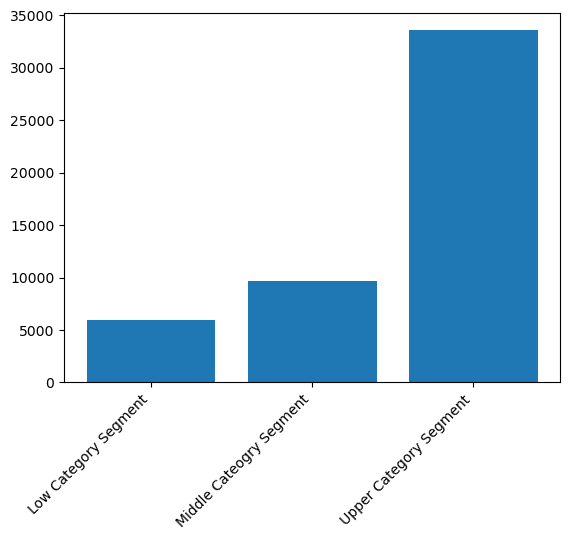 35000
30000
25000
20000
15000
10000
5000
0
Low Category Segment
Middle Cateogry Segment
Upper Category Segment